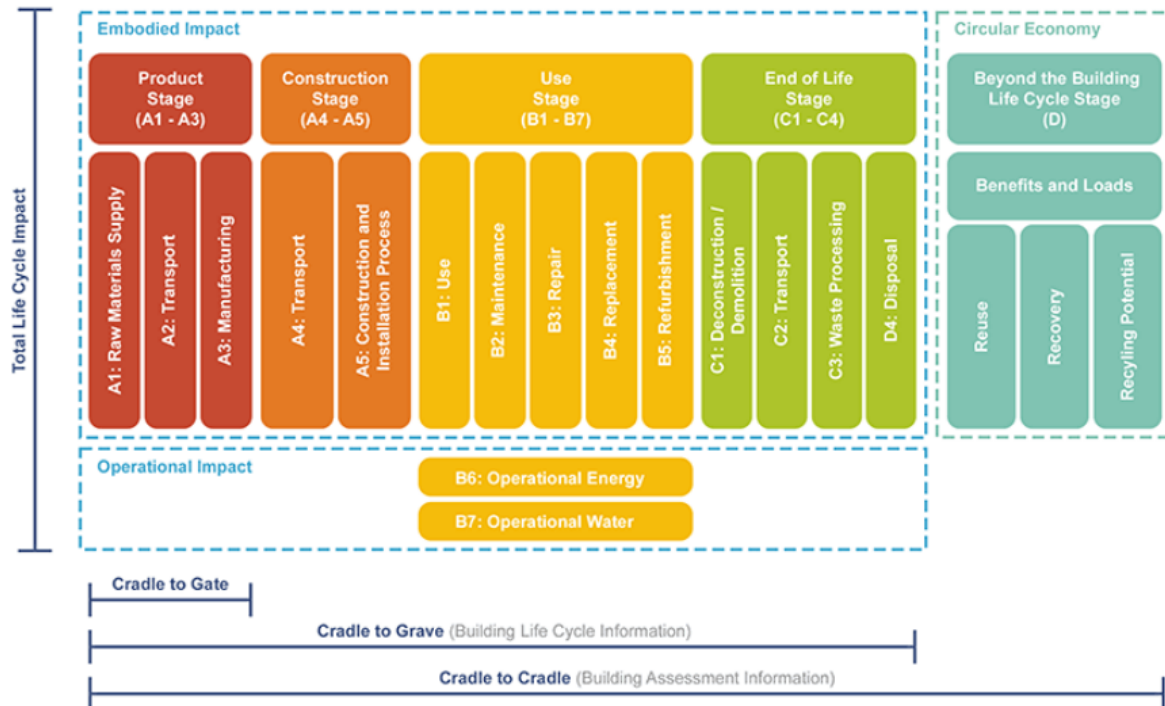 Total Life Cycle Impact
Embodied Impact
Product
Stage
(A1 - A3)
Construction
Stage
(A4 - A5)
Use
Stage
(B1 - B7)
End of Life
Stage
(C1 - C4)
A1: Raw Materials Supply
A2: Transport
A3: Manufacturing
A4: Transport
A5: Construction and
Installation Process
B1: Use
B2: Maintenance
B3: Repair
B4: Replacement
B5: Refurbishment
C1: Deconstruction /
Demolition
C2: Transport
C3: Waste Processing
D4: Disposal
Circular Economy
Beyond the Building
Life Cycle Stage
(D)
Benefits and Loads
Reuse
Recovery
Recyling Potential
Operational Impact
B6: Operational Energy
B7: Operational Water
Cradle to Gate
Cradle to Grave (Building Life Cycle Information)
Cradle to Cradle (Building Assessment Information)